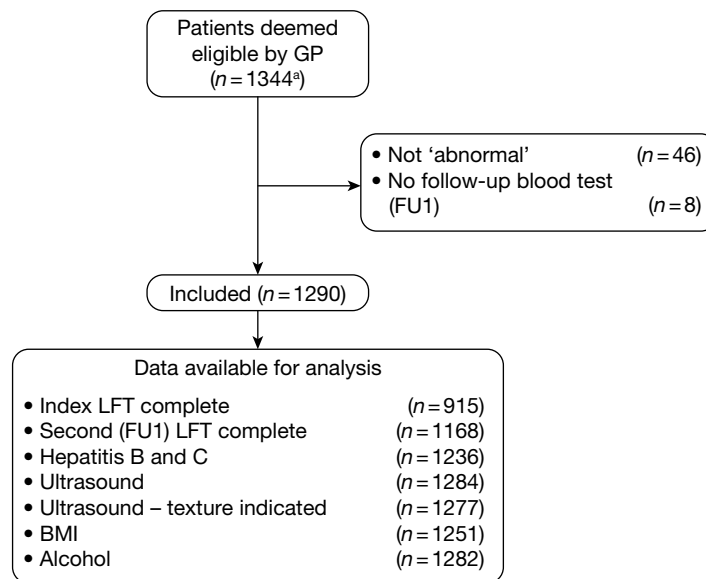 Patients deemed
eligible by GP
(n=1344ᵃ)
• Not ‘abnormal’ (n=46)
• No follow-up blood test
(FU1) (n=8)
Included (n=1290)
Data available for analysis
• Index LFT complete (n=915)
• Second (FU1) LFT complete (n=1168)
• Hepatitis B and C (n=1236)
• Ultrasound (n=1284)
• Ultrasound – texture indicated (n=1277)
• BMI (n=1251)
• Alcohol (n=1282)